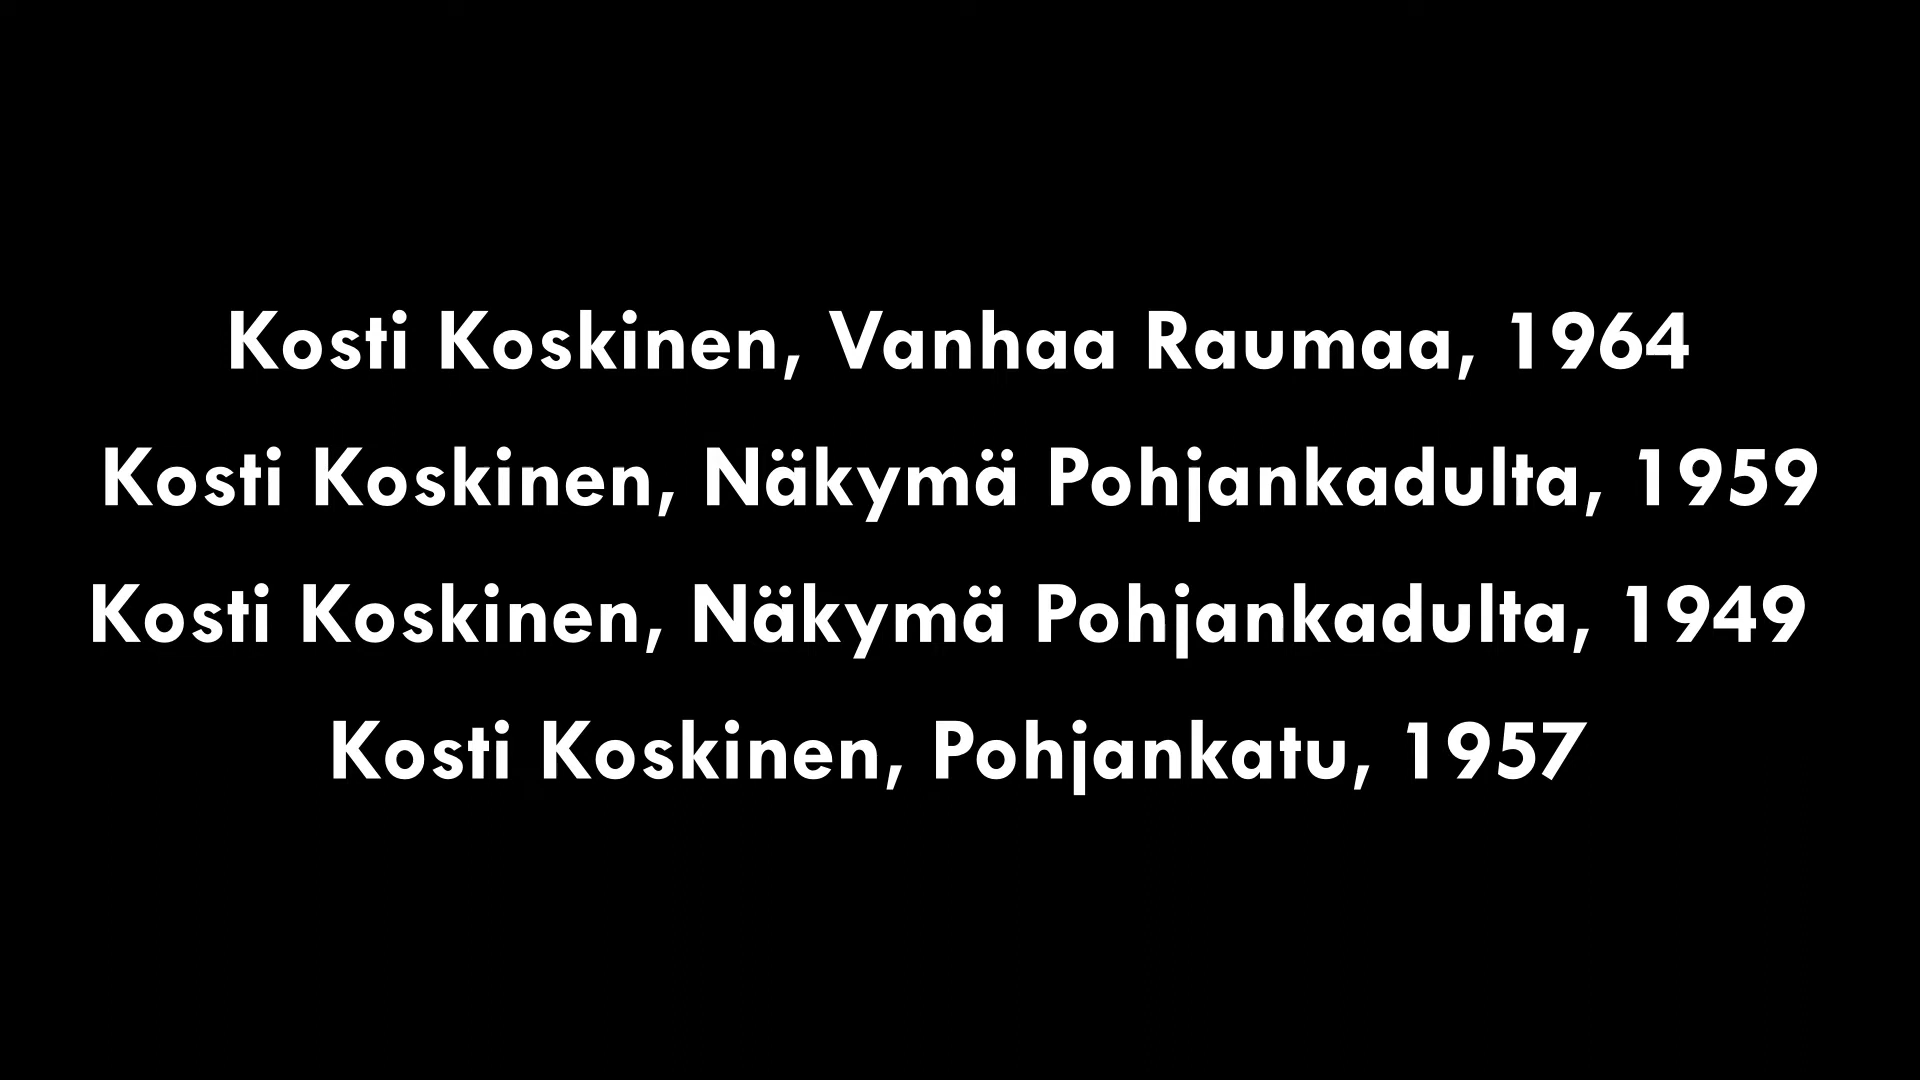 Kosti Koskinen, Vanhaa Raumaa, 1964
Kosti Koskinen, Näkymä Pohjankadulta, 1959
Kosti Koskinen, Näkymä Pohjankadulta, 1949
Kosti Koskinen, Pohjankatu, 1957